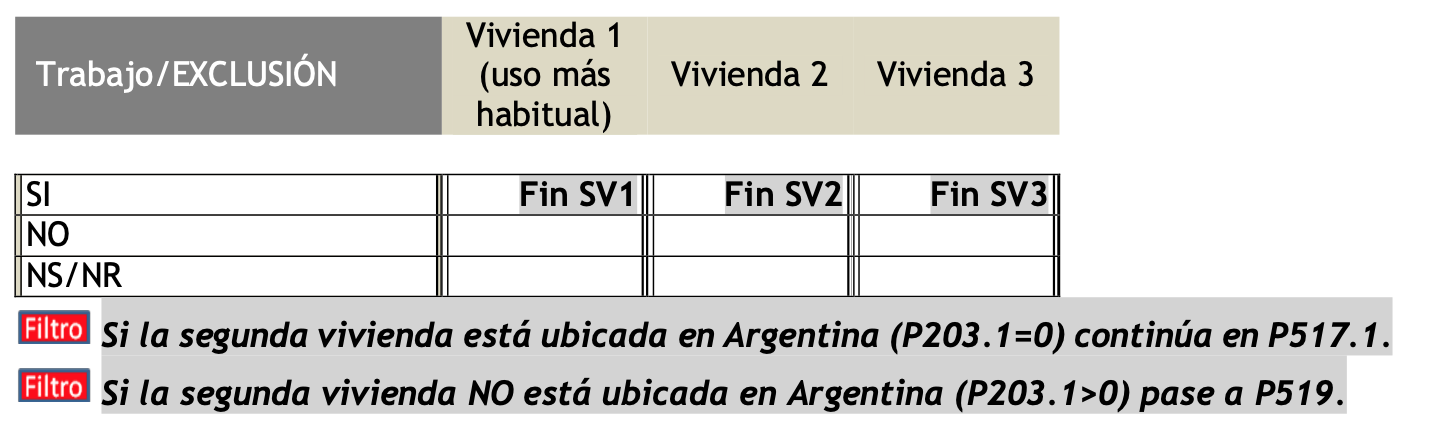 Trabajo/EXCLUSIÓN
Vivienda 1
(uso más
habitual)
Vivienda 2
Vivienda 3
SI Fin SV1 Fin SV2 Fin SV3
NO
NS/NR
Filtro Si la segunda vivienda está ubicada en Argentina (P203.1=0) continúa en P517.1.
Filtro Si la segunda vivienda NO está ubicada en Argentina (P203.1>0) pase a P519.